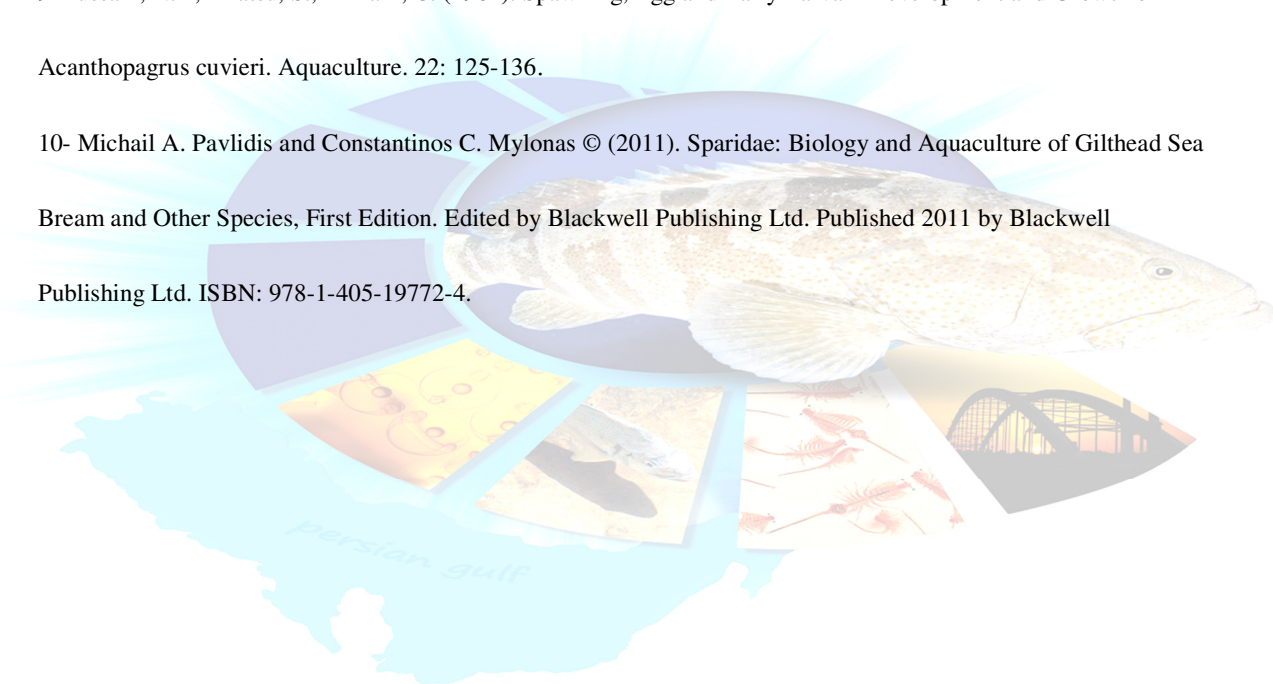 Acanthopagrus cuvieri. Aquaculture. 22: 125-136.
10- Michail A. Pavlidis and Constantinos C. Mylonas © (2011). Sparidae: Biology and Aquaculture of Gilthead Sea
Bream and Other Species, First Edition. Edited by Blackwell Publishing Ltd. Published 2011 by Blackwell
Publishing Ltd. ISBN: 978-1-405-19772-4.
persian gulf